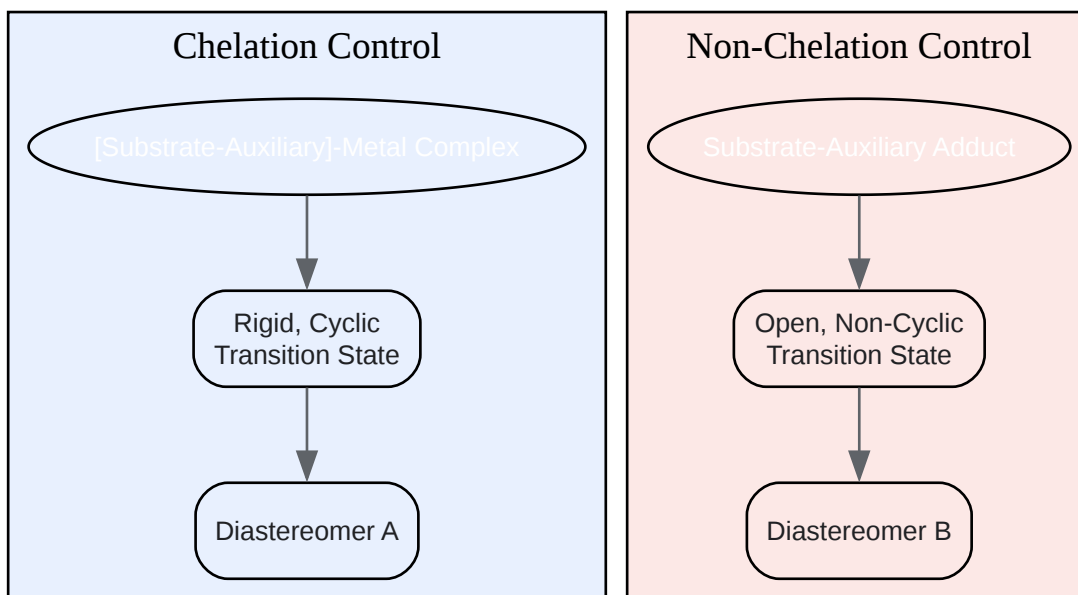 Chelation Control
[Substrate-Auxiliary]-Metal Complex
Rigid, Cyclic
Transition State
Diastereomer A
Non-Chelation Control
Substrate-Auxiliary Adduct
Open, Non-Cyclic
Transition State
Diastereomer B